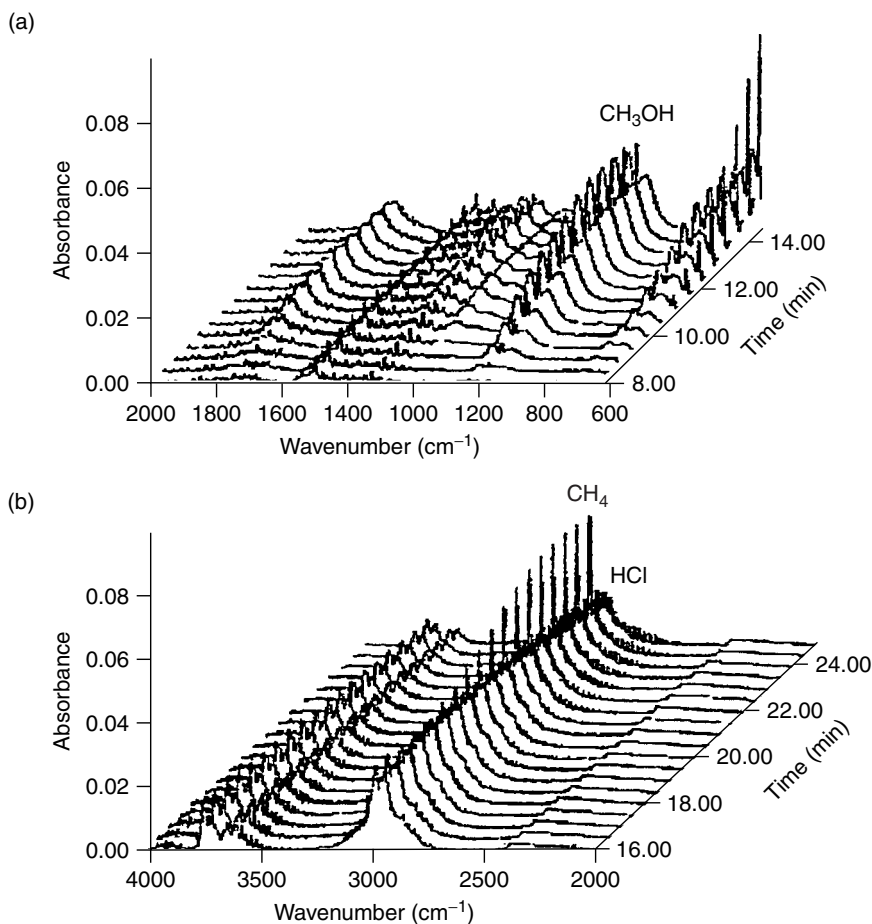 (a)
Absorbance
0.08
0.06
0.04
0.02
0.00
CH₃OH
14.00
12.00
10.00
8.00
Time (min)
2000 1800 1600 1400 1000 1200 800 600
Wavenumber (cm⁻¹)
(b)
Absorbance
0.08
0.06
0.04
0.02
0.00
CH₄
HCl
24.00
22.00
20.00
18.00
16.00
Time (min)
4000 3500 3000 2500 2000
Wavenumber (cm⁻¹)